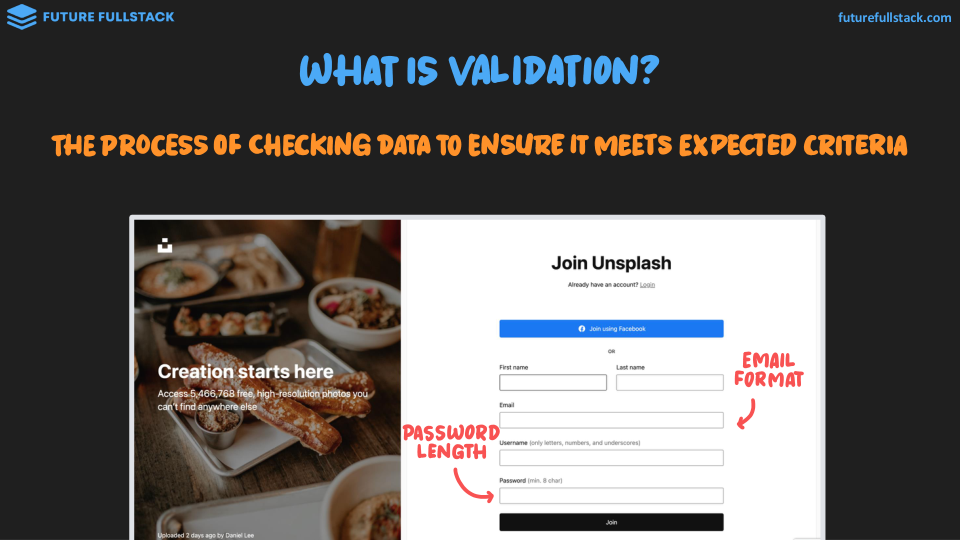 FUTURE FULLSTACK
futurefullstack.com
WHAT IS VALIDATION?
THE PROCESS OF CHECKING DATA TO ENSURE IT MEETS EXPECTED CRITERIA
Creation starts here
Access 5,466,768 free, high-resolution photos you
can't find anywhere else
Uploaded 2 days ago by Daniel Lee
Join Unsplash
Already have an account? Login
Join using Facebook
OR
First name
Last name
Email
Username (only letters, numbers, and underscores)
Password (min. 8 char)
Join
EMAIL
FORMAT
PASSWORD
LENGTH